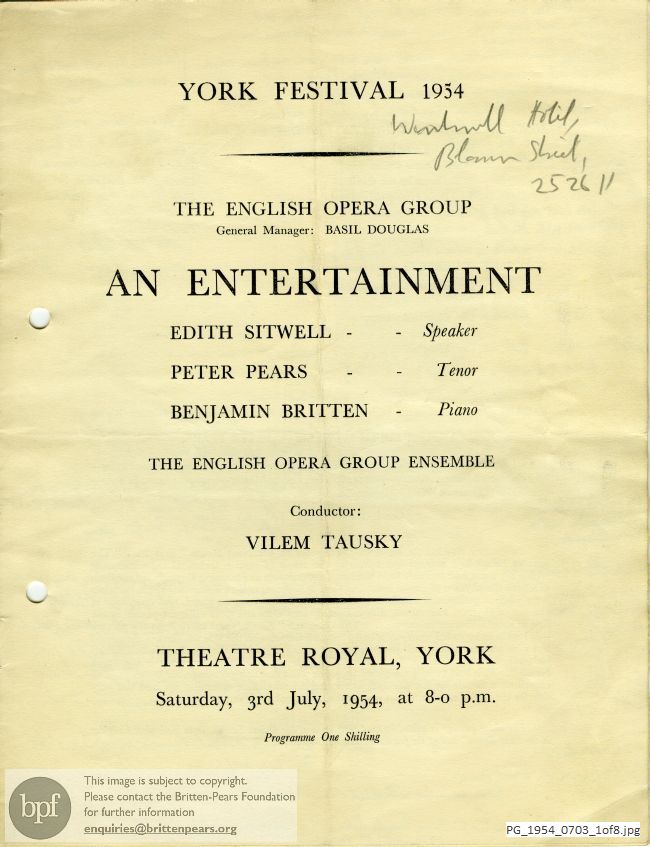 YORK FESTIVAL 1954
Windmill Hotel,
Blossom Street,
25261
THE ENGLISH OPERA GROUP
General Manager: BASIL DOUGLAS
AN ENTERTAINMENT
EDITH SITWELL - - Speaker
PETER PEARS - - Tenor
BENJAMIN BRITTEN - Piano
THE ENGLISH OPERA GROUP ENSEMBLE
Conductor:
VILEM TAUSKY
THEATRE ROYAL, YORK
Saturday, 3rd July, 1954, at 8-0 p.m.
Programme One Shilling
bpf
This image is subject to copyright.
Please contact the Britten-Pears Foundation
for further information
enquiries@brittenpears.org
PG_1954_0703_1of8.jpg